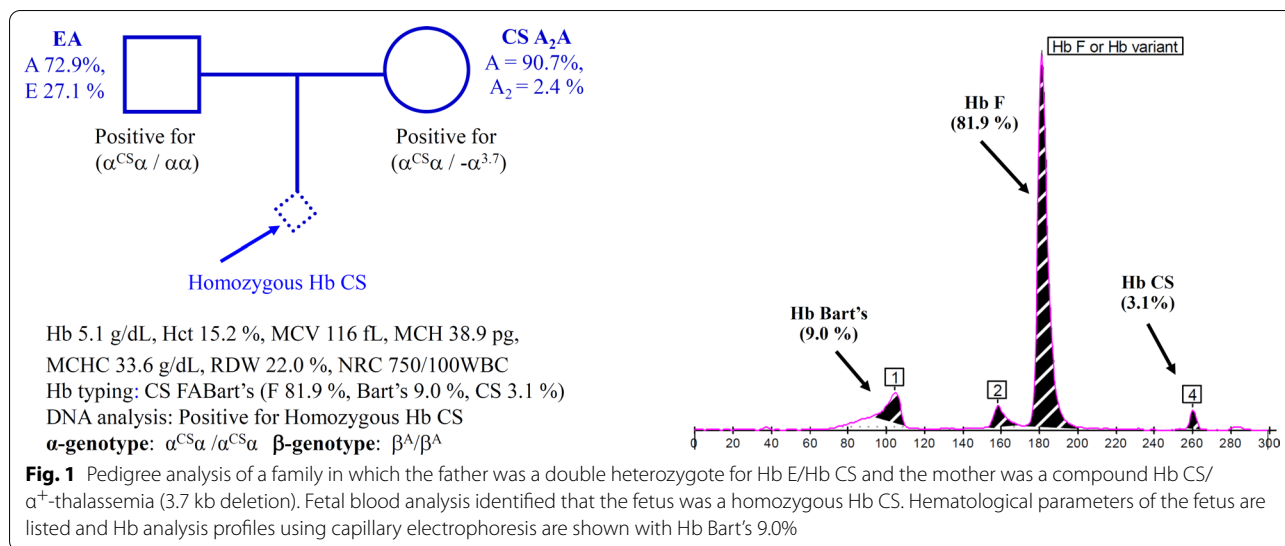 EA
A 72.9%,
E 27.1 %
CS A₂A
A = 90.7%,
A₂ = 2.4 %
Positive for
(αᶜˢα / αα)
Positive for
(αᶜˢα / -α³·⁷)
Homozygous Hb CS
Hb 5.1 g/dL, Hct 15.2 %, MCV 116 fL, MCH 38.9 pg,
MCHC 33.6 g/dL, RDW 22.0 %, NRC 750/100WBC
Hb typing: CS FABart's (F 81.9 %, Bart's 9.0 %, CS 3.1 %)
DNA analysis: Positive for Homozygous Hb CS
α-genotype: αᶜˢα /αᶜˢα β-genotype: βᴬ/βᴬ
Hb F or Hb variant
Hb F
(81.9 %)
Hb Bart's
(9.0 %)
Hb CS
(3.1%)
1
2
4
0 20 40 60 80 100 120 140 160 180 200 220 240 260 280 300
Fig. 1 Pedigree analysis of a family in which the father was a double heterozygote for Hb E/Hb CS and the mother was a compound Hb CS/
α⁺-thalassemia (3.7 kb deletion). Fetal blood analysis identified that the fetus was a homozygous Hb CS. Hematological parameters of the fetus are
listed and Hb analysis profiles using capillary electrophoresis are shown with Hb Bart's 9.0%